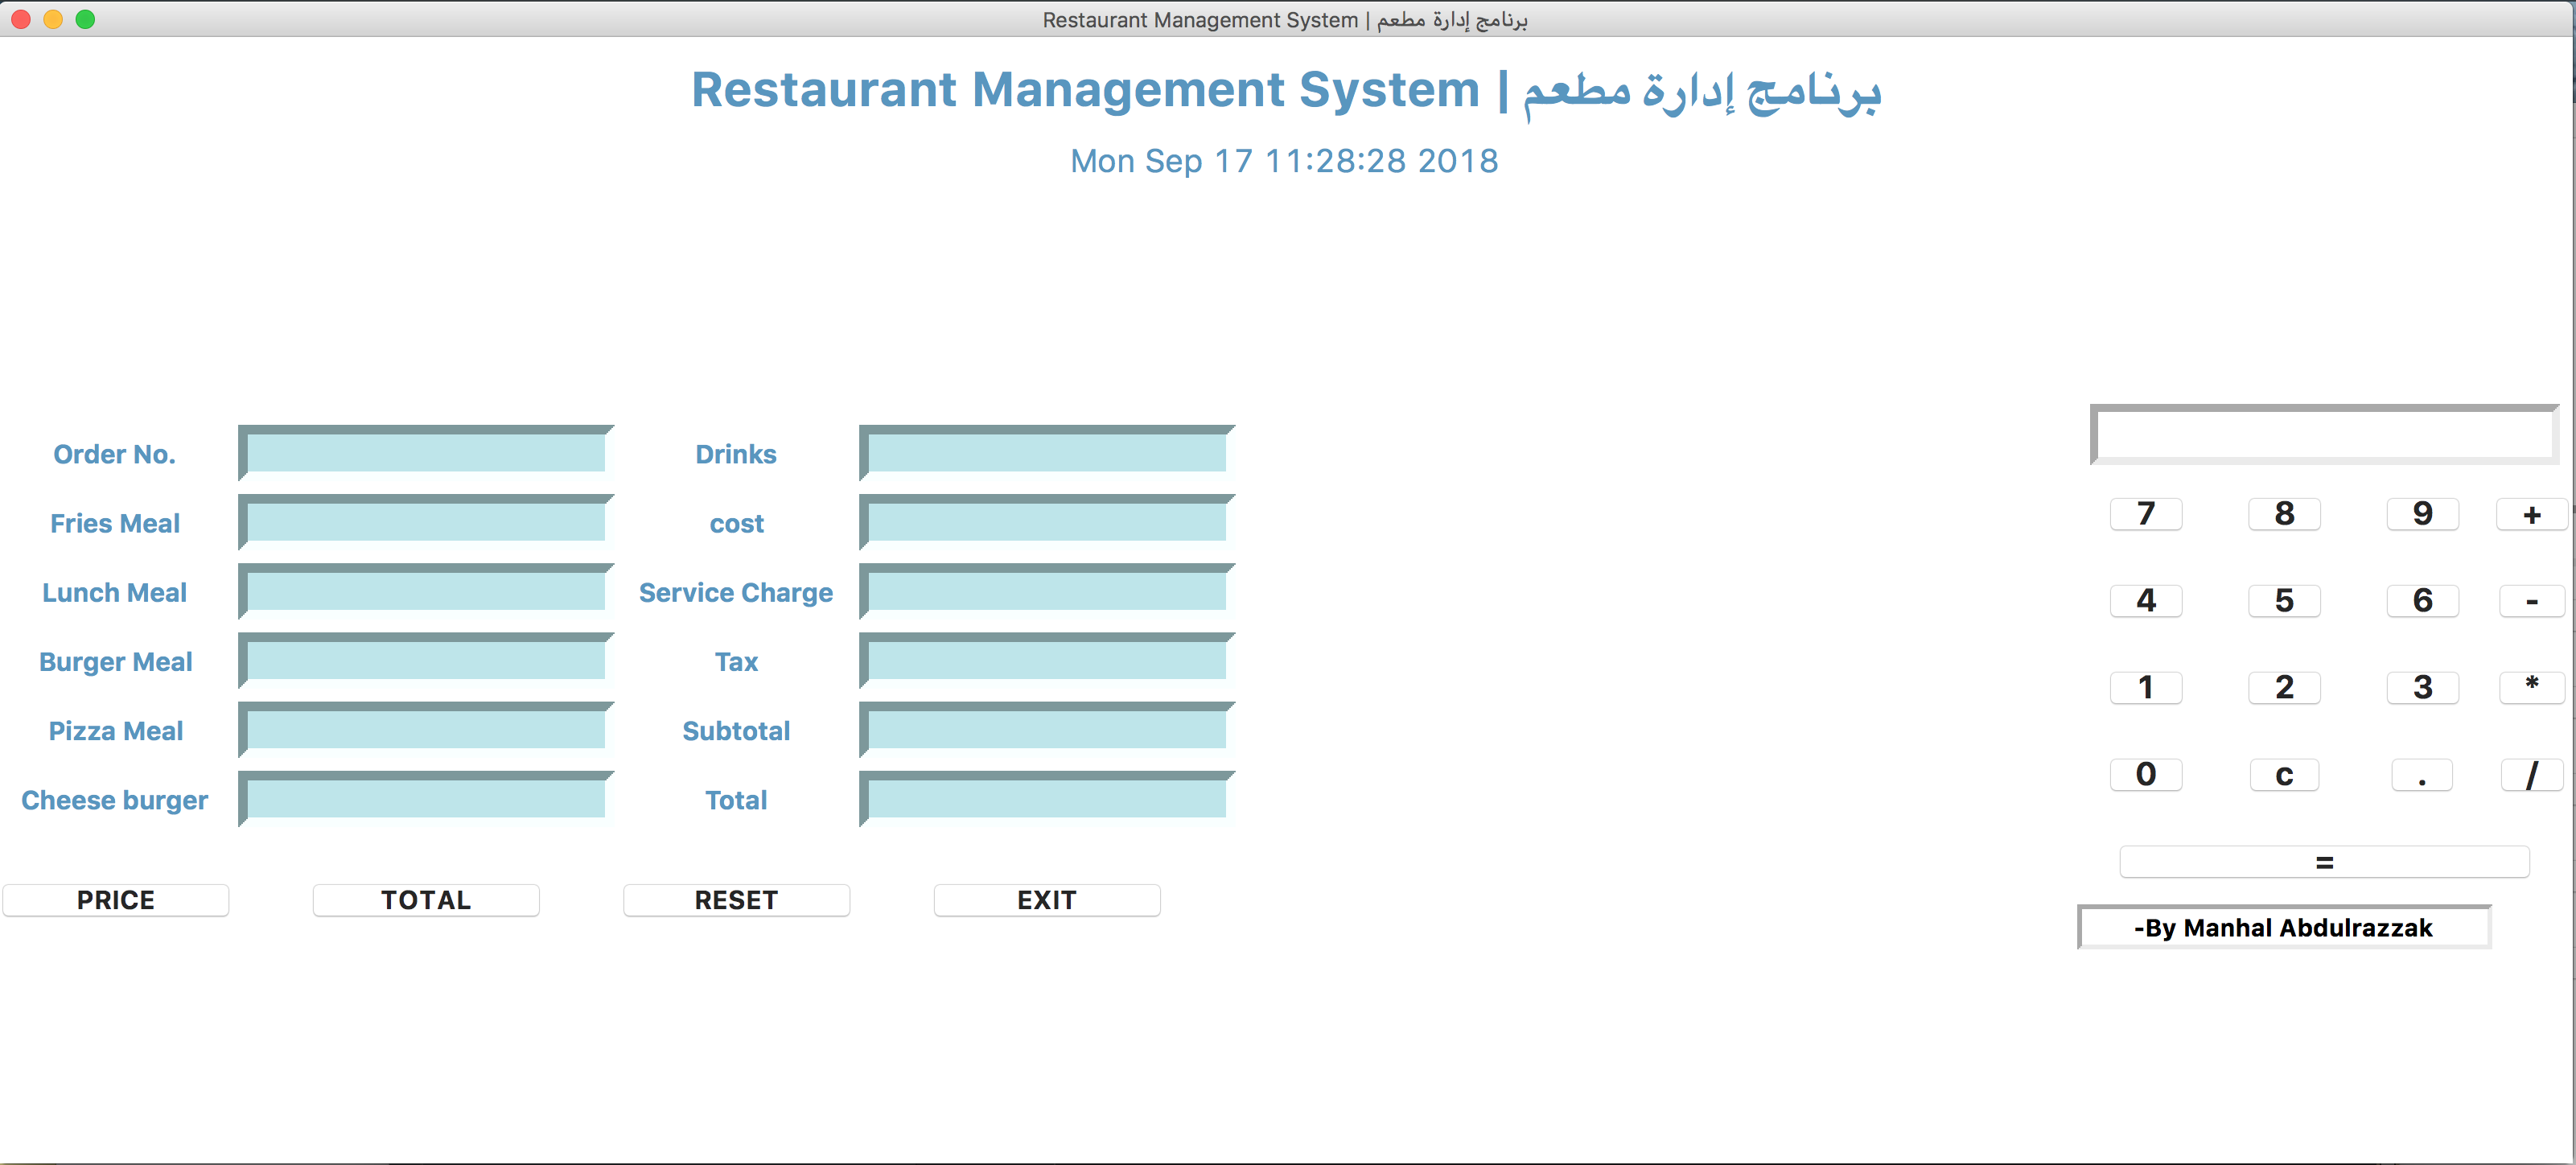 Restaurant Management System | برنامج إدارة مطعم
Restaurant Management System | برنامج إدارة مطعم
Mon Sep 17 11:28:28 2018
Order No.
Drinks
Fries Meal
cost
Lunch Meal
Service Charge
Burger Meal
Tax
Pizza Meal
Subtotal
Cheese burger
Total
PRICE TOTAL RESET EXIT
7 8 9 +
4 5 6 -
1 2 3 *
0 c . /
=
-By Manhal Abdulrazzak